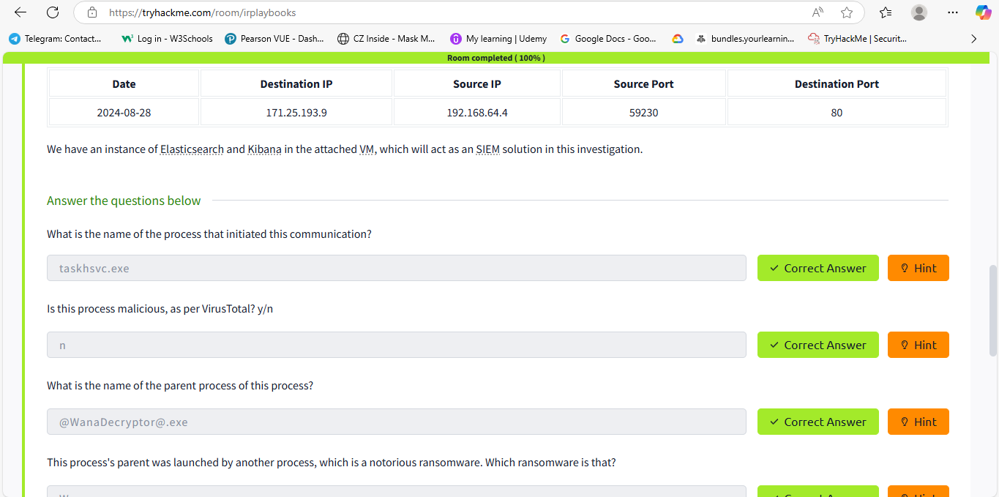 https://tryhackme.com/room/irplaybooks
Telegram: Contact... Log in - W3Schools Pearson VUE - Dash... CZ Inside - Mask M... My learning | Udemy Google Docs - Goo... bundles.yourlearnin... TryHackMe | Securit...
Room completed ( 100% )
Date Destination IP Source IP Source Port Destination Port
2024-08-28 171.25.193.9 192.168.64.4 59230 80
We have an instance of Elasticsearch and Kibana in the attached VM, which will act as an SIEM solution in this investigation.
Answer the questions below
What is the name of the process that initiated this communication?
taskhsvc.exe Correct Answer Hint
Is this process malicious, as per VirusTotal? y/n
n Correct Answer Hint
What is the name of the parent process of this process?
@WanaDecryptor@.exe Correct Answer Hint
This process's parent was launched by another process, which is a notorious ransomware. Which ransomware is that?